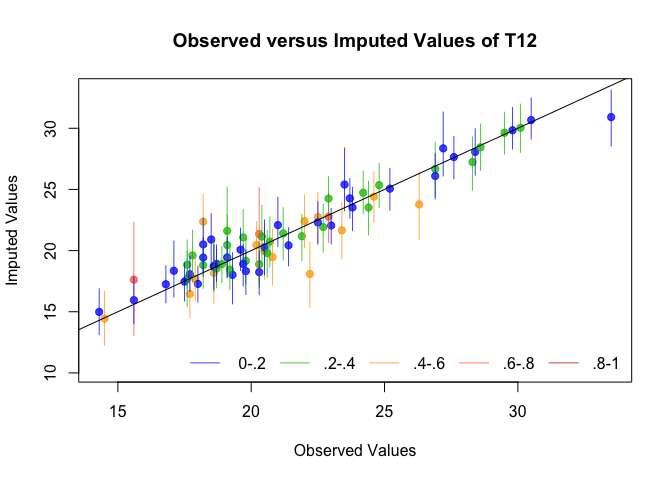 Observed versus Imputed Values of T12
Imputed Values
30
25
20
15
10
0-.2 .2-.4 .4-.6 .6-.8 .8-1
15 20 25 30
Observed Values